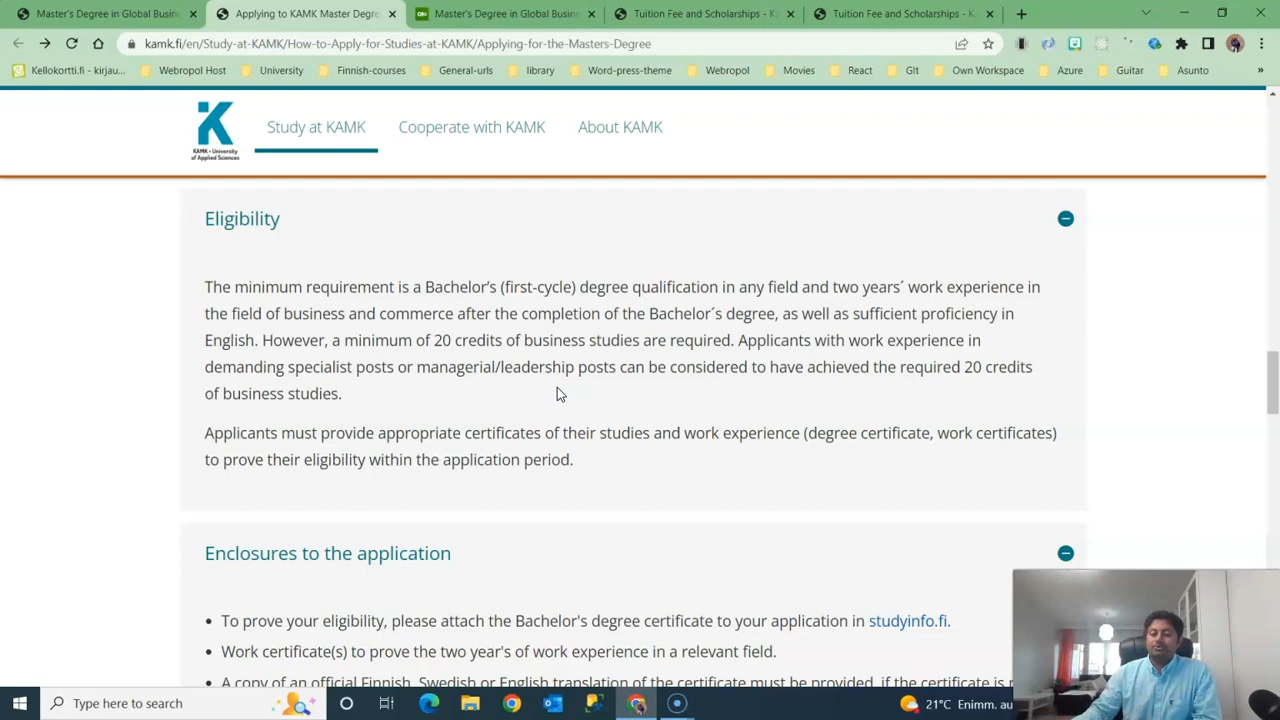 Master's Degree in Global Busin
Applying to KAMK Master Degre
Master's Degree in Global Busin
Tuition Fee and Scholarships - Ka
Tuition Fee and Scholarships - K
kamk.fi/en/Study-at-KAMK/How-to-Apply-for-Studies-at-KAMK/Applying-for-the-Masters-Degree
Kellokortti.fi - kirjau...
Webropol Host
University
Finnish-courses
General-urls
library
Word-press-theme
Webropol
Movies
React
GIt
Own Workspace
Azure
Guitar
Asunto
»
KAMK • University
of Applied Sciences
Study at KAMK
Cooperate with KAMK
About KAMK
Eligibility
The minimum requirement is a Bachelor's (first-cycle) degree qualification in any field and two years´ work experience in
the field of business and commerce after the completion of the Bachelor´s degree, as well as sufficient proficiency in
English. However, a minimum of 20 credits of business studies are required. Applicants with work experience in
demanding specialist posts or managerial/leadership posts can be considered to have achieved the required 20 credits
of business studies.
Applicants must provide appropriate certificates of their studies and work experience (degree certificate, work certificates)
to prove their eligibility within the application period.
Enclosures to the application
• To prove your eligibility, please attach the Bachelor's degree certificate to your application in studyinfo.fi.
• Work certificate(s) to prove the two year's of work experience in a relevant field.
• A copy of an official Finnish, Swedish or English translation of the certificate must be provided, if the certificate is
Type here to search
21°C Enimm. au